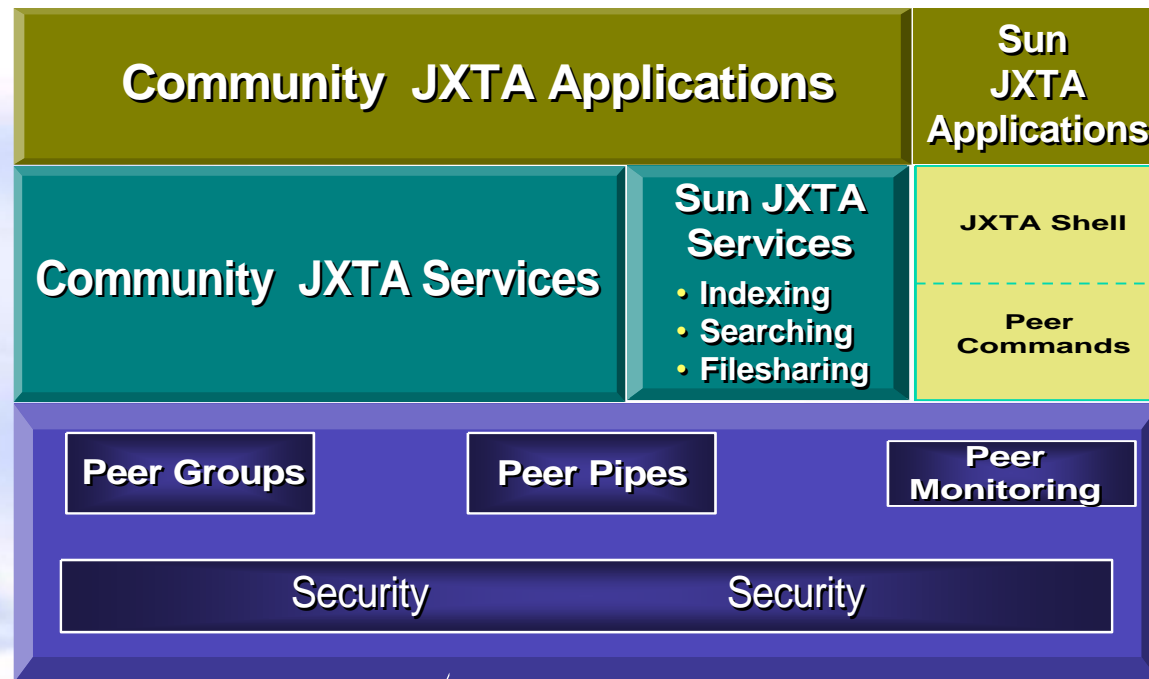 Community JXTA Applications
Sun
JXTA
Applications
Community JXTA Services
Sun JXTA
Services
• Indexing
• Searching
• Filesharing
JXTA Shell
Peer
Commands
Peer Groups
Peer Pipes
Peer
Monitoring
Security Security